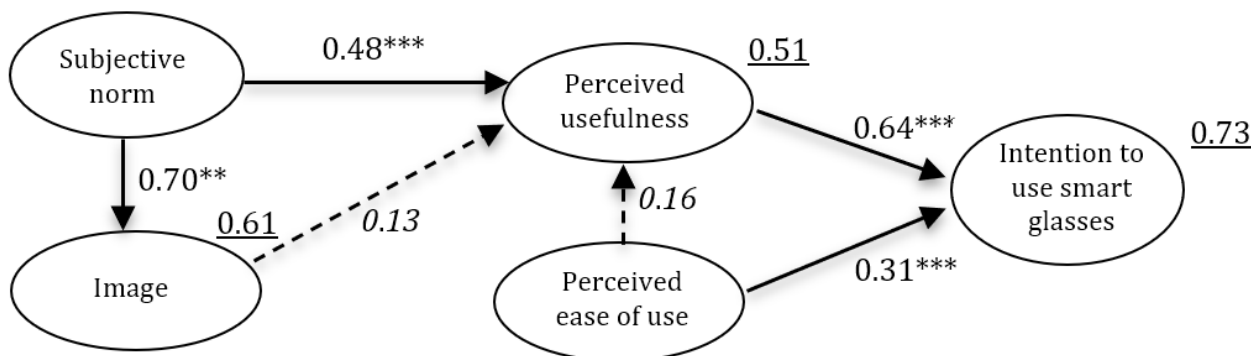 Subjective
norm
0.48***
Perceived
usefulness
0.51
0.64***
0.73
Intention to
use smart
glasses
0.70**
0.61
0.13
0.16
Image
Perceived
ease of use
0.31***